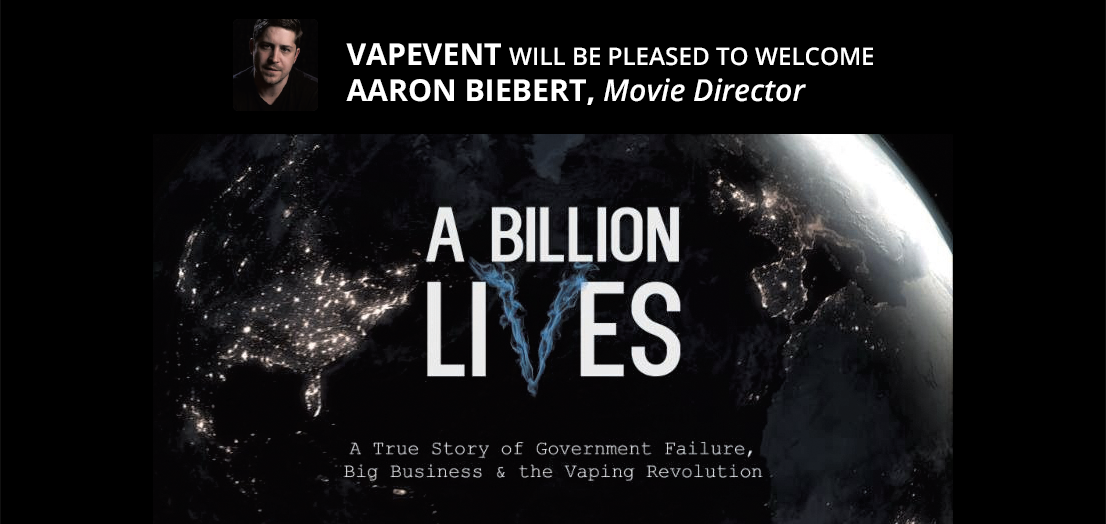 VAPEVENT WILL BE PLEASED TO WELCOME
AARON BIEBERT, Movie Director
A BILLION
LIVES
A True Story of Government Failure,
Big Business & the Vaping Revolution